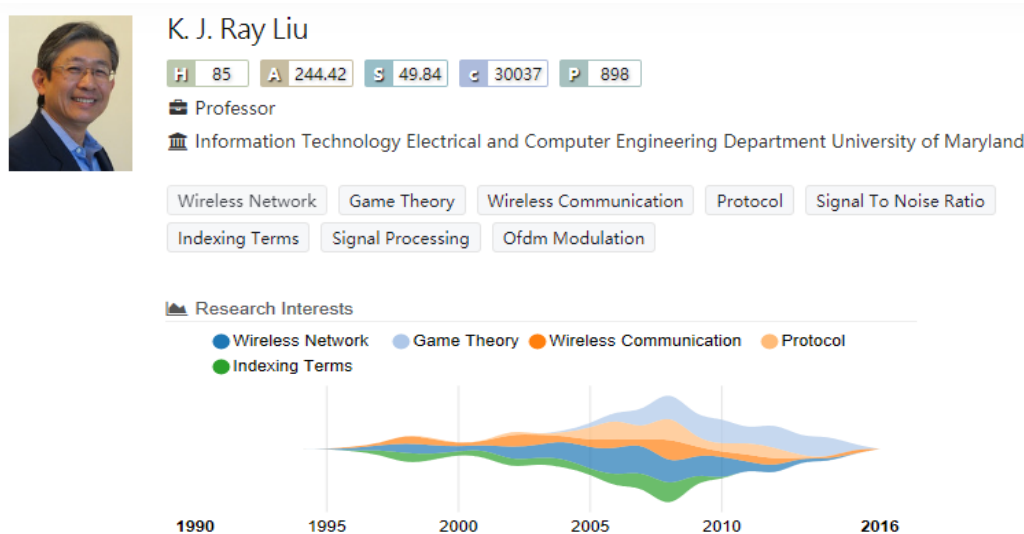 K. J. Ray Liu
H 85 A 244.42 S 49.84 c 30037 P 898
Professor
Information Technology Electrical and Computer Engineering Department University of Maryland
Wireless Network Game Theory Wireless Communication Protocol Signal To Noise Ratio
Indexing Terms Signal Processing Ofdm Modulation
Research Interests
Wireless Network Game Theory Wireless Communication Protocol
Indexing Terms
1990 1995 2000 2005 2010 2016